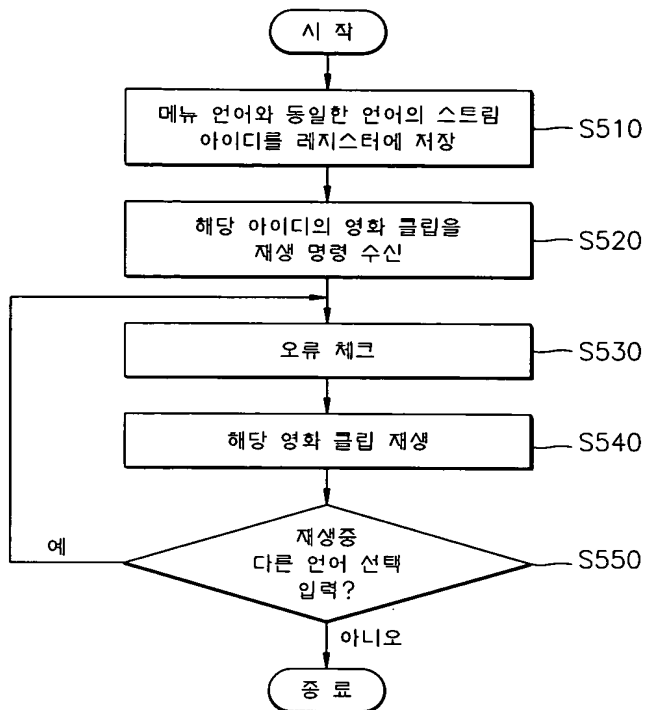 시 작
메뉴 언어와 동일한 언어의 스트림
아이디를 레지스터에 저장
S510
해당 아이디의 영화 클립을
재생 명령 수신
S520
오류 체크
S530
해당 영화 클립 재생
S540
재생중
다른 언어 선택
입력?
S550
예
아니오
종 료